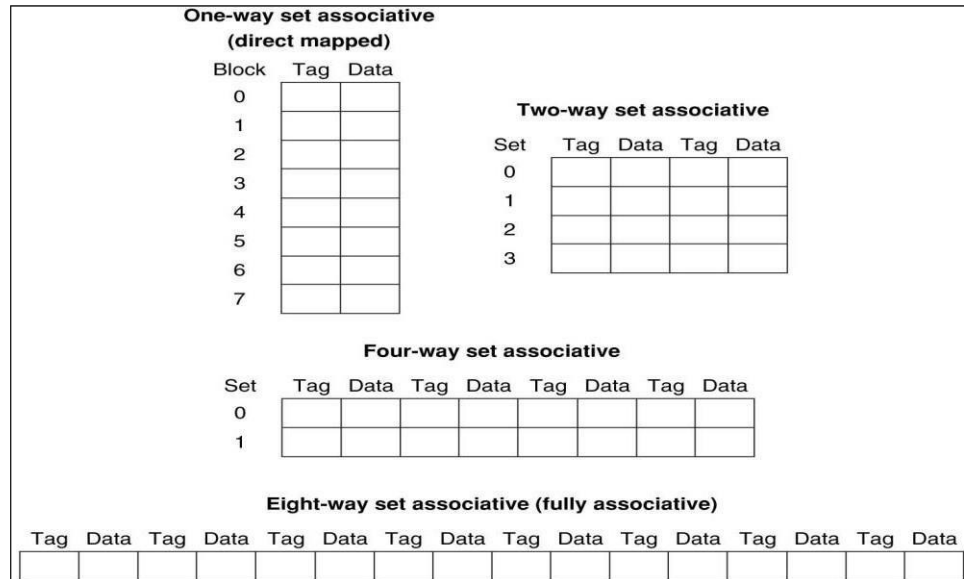 One-way set associative
(direct mapped)
Block Tag Data
0
1
2
3
4
5
6
7
Two-way set associative
Set Tag Data Tag Data
0
1
2
3
Four-way set associative
Set Tag Data Tag Data Tag Data Tag Data
0
1
Eight-way set associative (fully associative)
Tag Data Tag Data Tag Data Tag Data Tag Data Tag Data Tag Data Tag Data